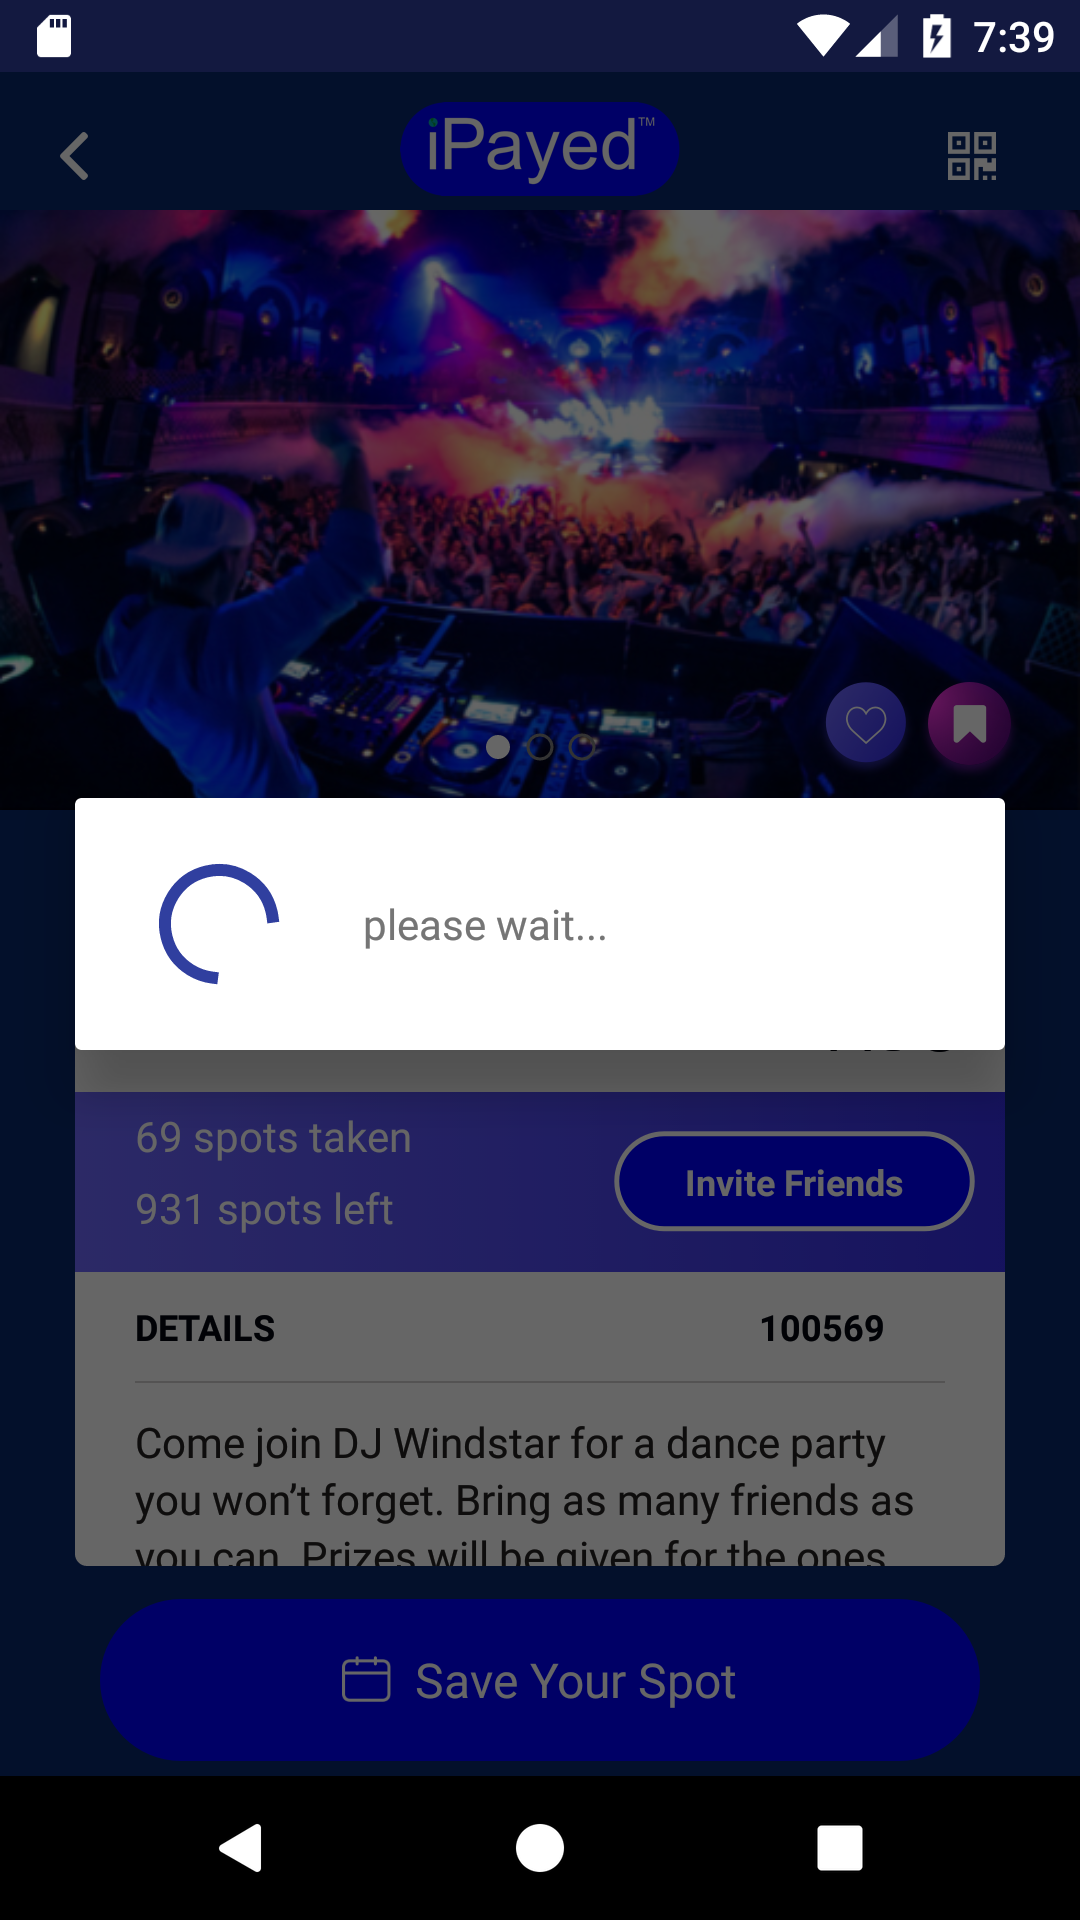 7:39
iPayed™
please wait...
69 spots taken
931 spots left
Invite Friends
DETAILS
100569
Come join DJ Windstar for a dance party
you won’t forget. Bring as many friends as
you can. Prizes will be given for the ones
Save Your Spot